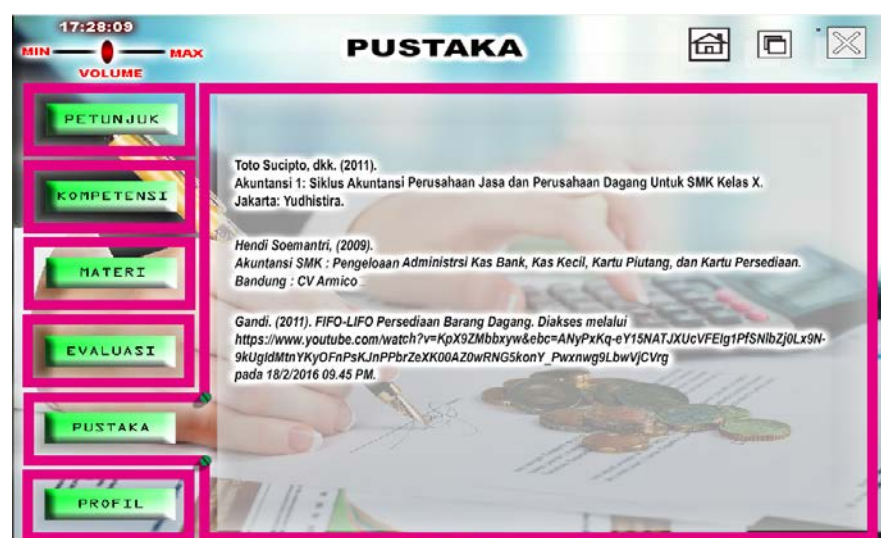 17:28:09
MIN MAX
VOLUME
PUSTAKA
PETUNJUK
KOMPETENSI
MATERI
EVALUASI
PUSTAKA
PROFIL
Toto Sucipto, dkk. (2011).
Akuntansi 1: Siklus Akuntansi Perusahaan Jasa dan Perusahaan Dagang Untuk SMK Kelas X.
Jakarta: Yudhistira.
Hendi Soemantri, (2009).
Akuntansi SMK : Pengeloaan Administrsi Kas Bank, Kas Kecil, Kartu Piutang, dan Kartu Persediaan.
Bandung : CV Armico
Gandi. (2011). FIFO-LIFO Persediaan Barang Dagang. Diakses melalui
https://www.youtube.com/watch?v=KpX9ZMbbxyw&ebc=ANyPxKq-eY15NATJXUcVFEIg1PfSNlbZj0Lx9N-
9kUgIdMtnYKyOFnPsKJnPPbrZeXK00AZ0wRNG5konY_Pwxnwg9LbwVjCVrg
pada 18/2/2016 09.45 PM.